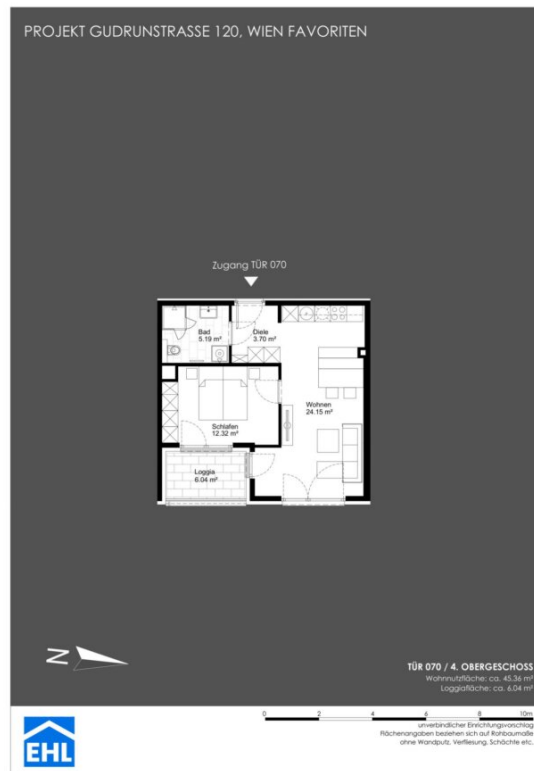 PROJEKT GUDRUNSTRASSE 120, WIEN FAVORITEN
Zugang TÜR 070
Bad
5.19 m²
Diele
3.70 m²
Wohnen
24.15 m²
Schlafen
12.32 m²
Loggia
6.04 m²
N
TÜR 070 / 4. OBERGESCHOSS
Wohnnutzfläche: ca. 45.36 m²
Loggiafläche: ca. 6.04 m²
0 2 4 6 8 10m
unverbindlicher Einrichtungsvorschlag
Flächenangaben beziehen sich auf Rohbaumaße
ohne Wandputz, Verfliesung, Schächte etc.
EHL